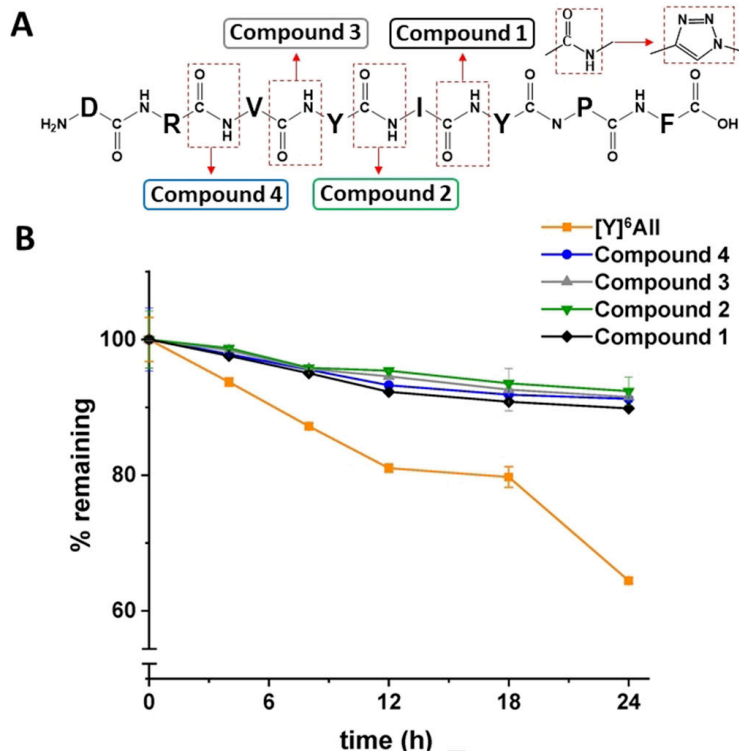 A
Compound 3
Compound 1
O
N
H
N
N
N
N
H2N
D
O
H
N
R
O
N
H
V
O
H
N
Y
O
N
H
I
O
H
N
Y
O
N
P
O
H
N
F
O
OH
Compound 4
Compound 2
B
[Y]⁶AII
Compound 4
Compound 3
Compound 2
Compound 1
100
80
60
% remaining
0
6
12
18
24
time (h)